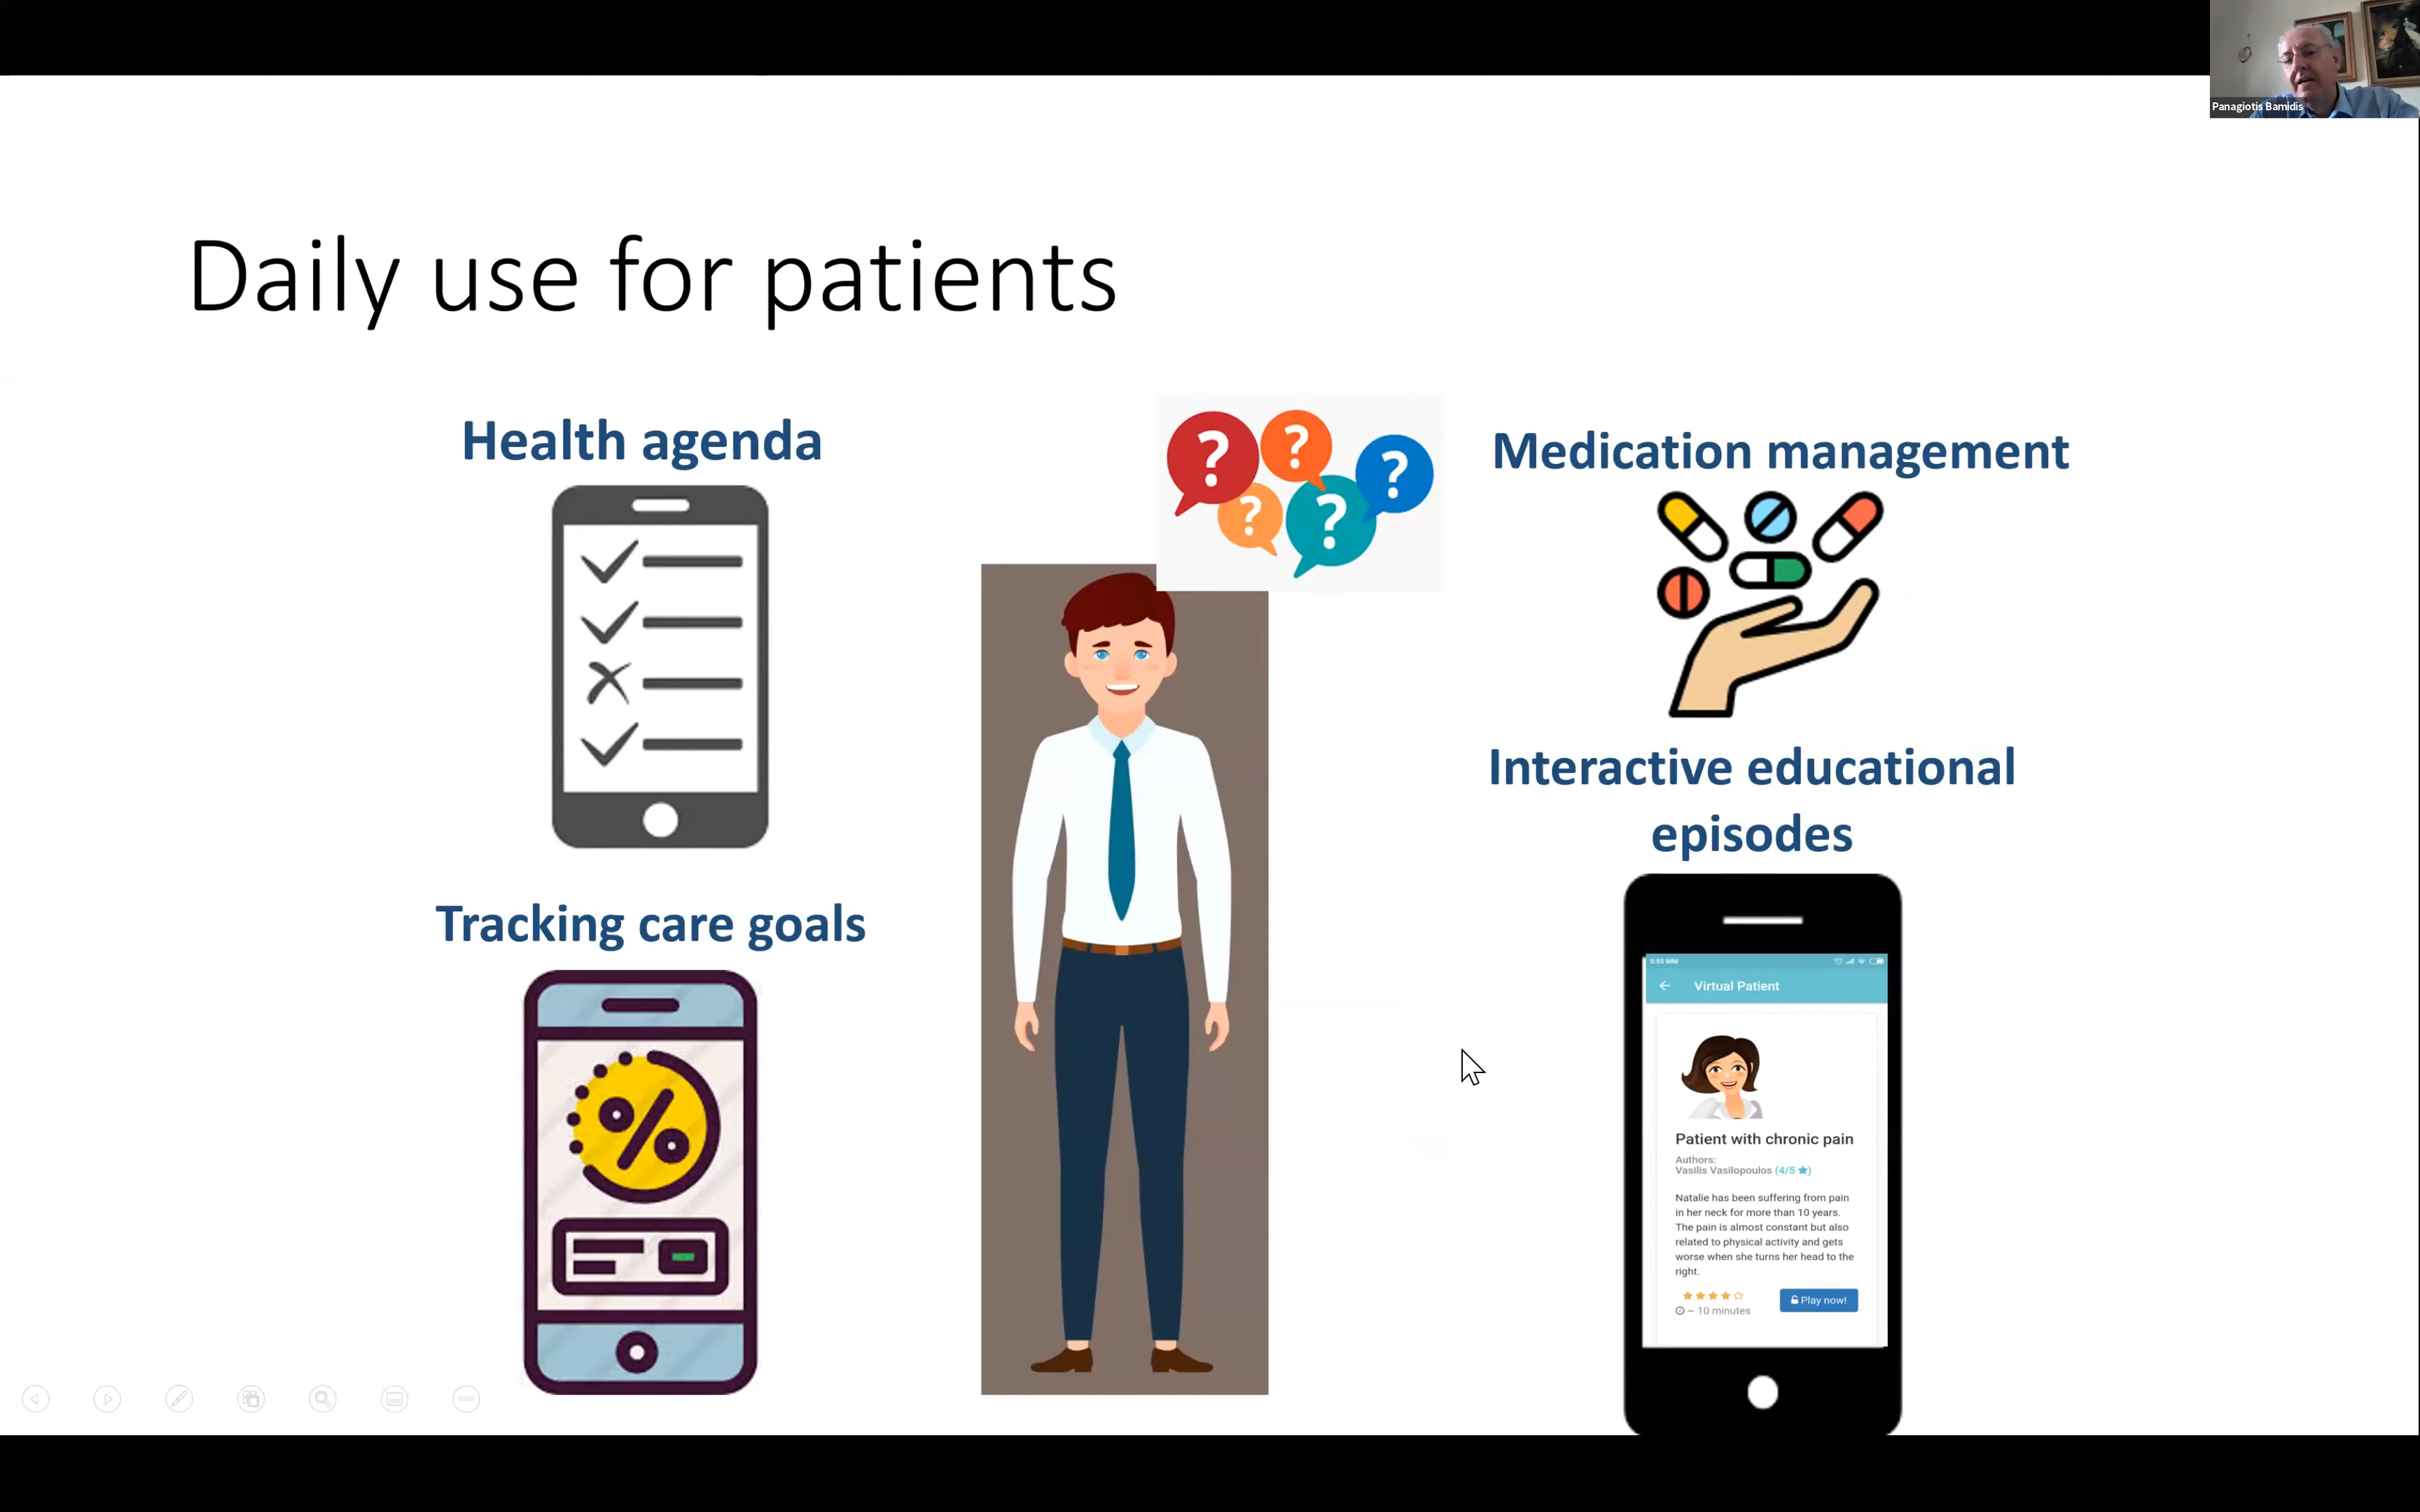 Panagiotis Bamidis
Daily use for patients
Health agenda
? ? ? ? ?
Medication management
Interactive educational
episodes
Tracking care goals
%
5:55 MM
Virtual Patient
Patient with chronic pain
Authors:
Vasilis Vasilopoulos (4/5 ★)
Natalie has been suffering from pain
in her neck for more than 10 years.
The pain is almost constant but also
related to physical activity and gets
worse when she turns her head to the
right.
~ 10 minutes
Play now!